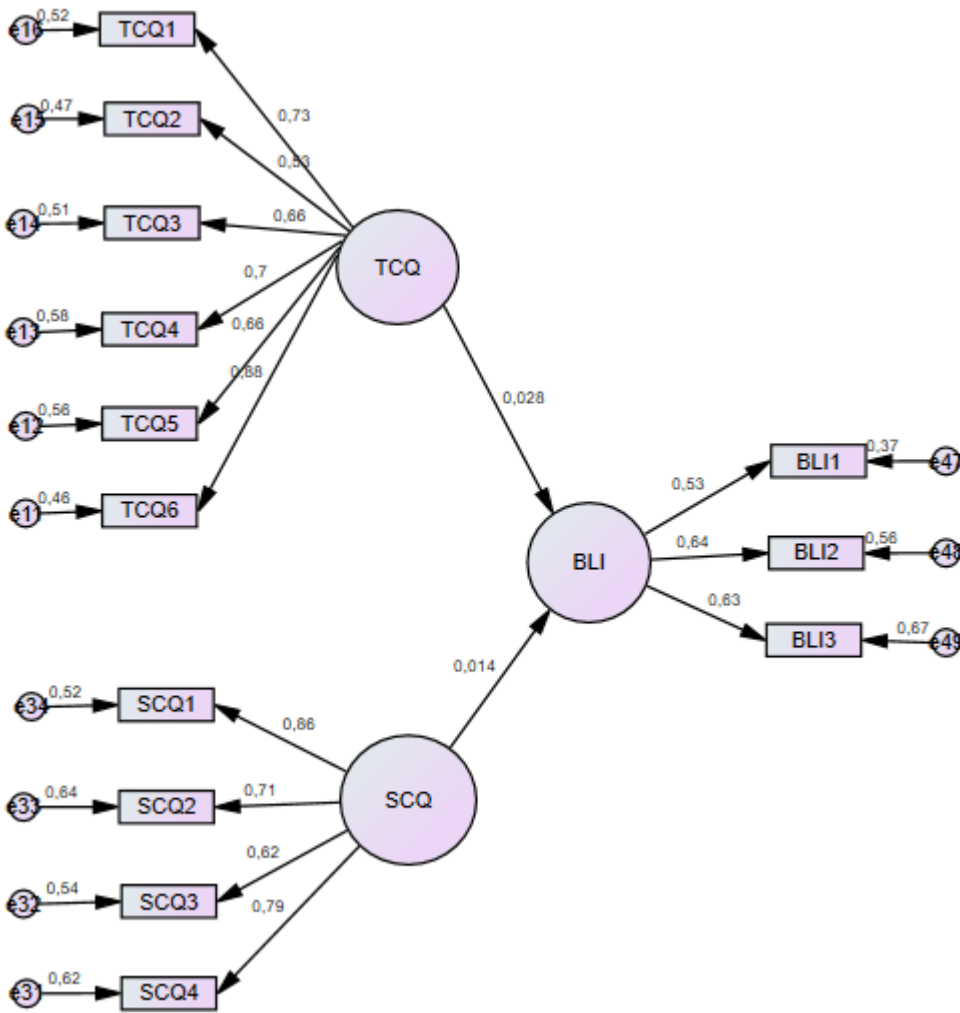 e16
0,52
TCQ1
e15
0,47
TCQ2
e14
0,51
TCQ3
e13
0,58
TCQ4
e12
0,56
TCQ5
e11
0,46
TCQ6
0,73
0,53
0,66
0,7
0,66
0,88
TCQ
0,028
BLI
0,53
BLI1
0,37
e47
0,64
BLI2
0,56
e48
0,63
BLI3
0,67
e49
0,014
e34
0,52
SCQ1
e33
0,64
SCQ2
e32
0,54
SCQ3
e31
0,62
SCQ4
0,86
0,71
0,62
0,79
SCQ